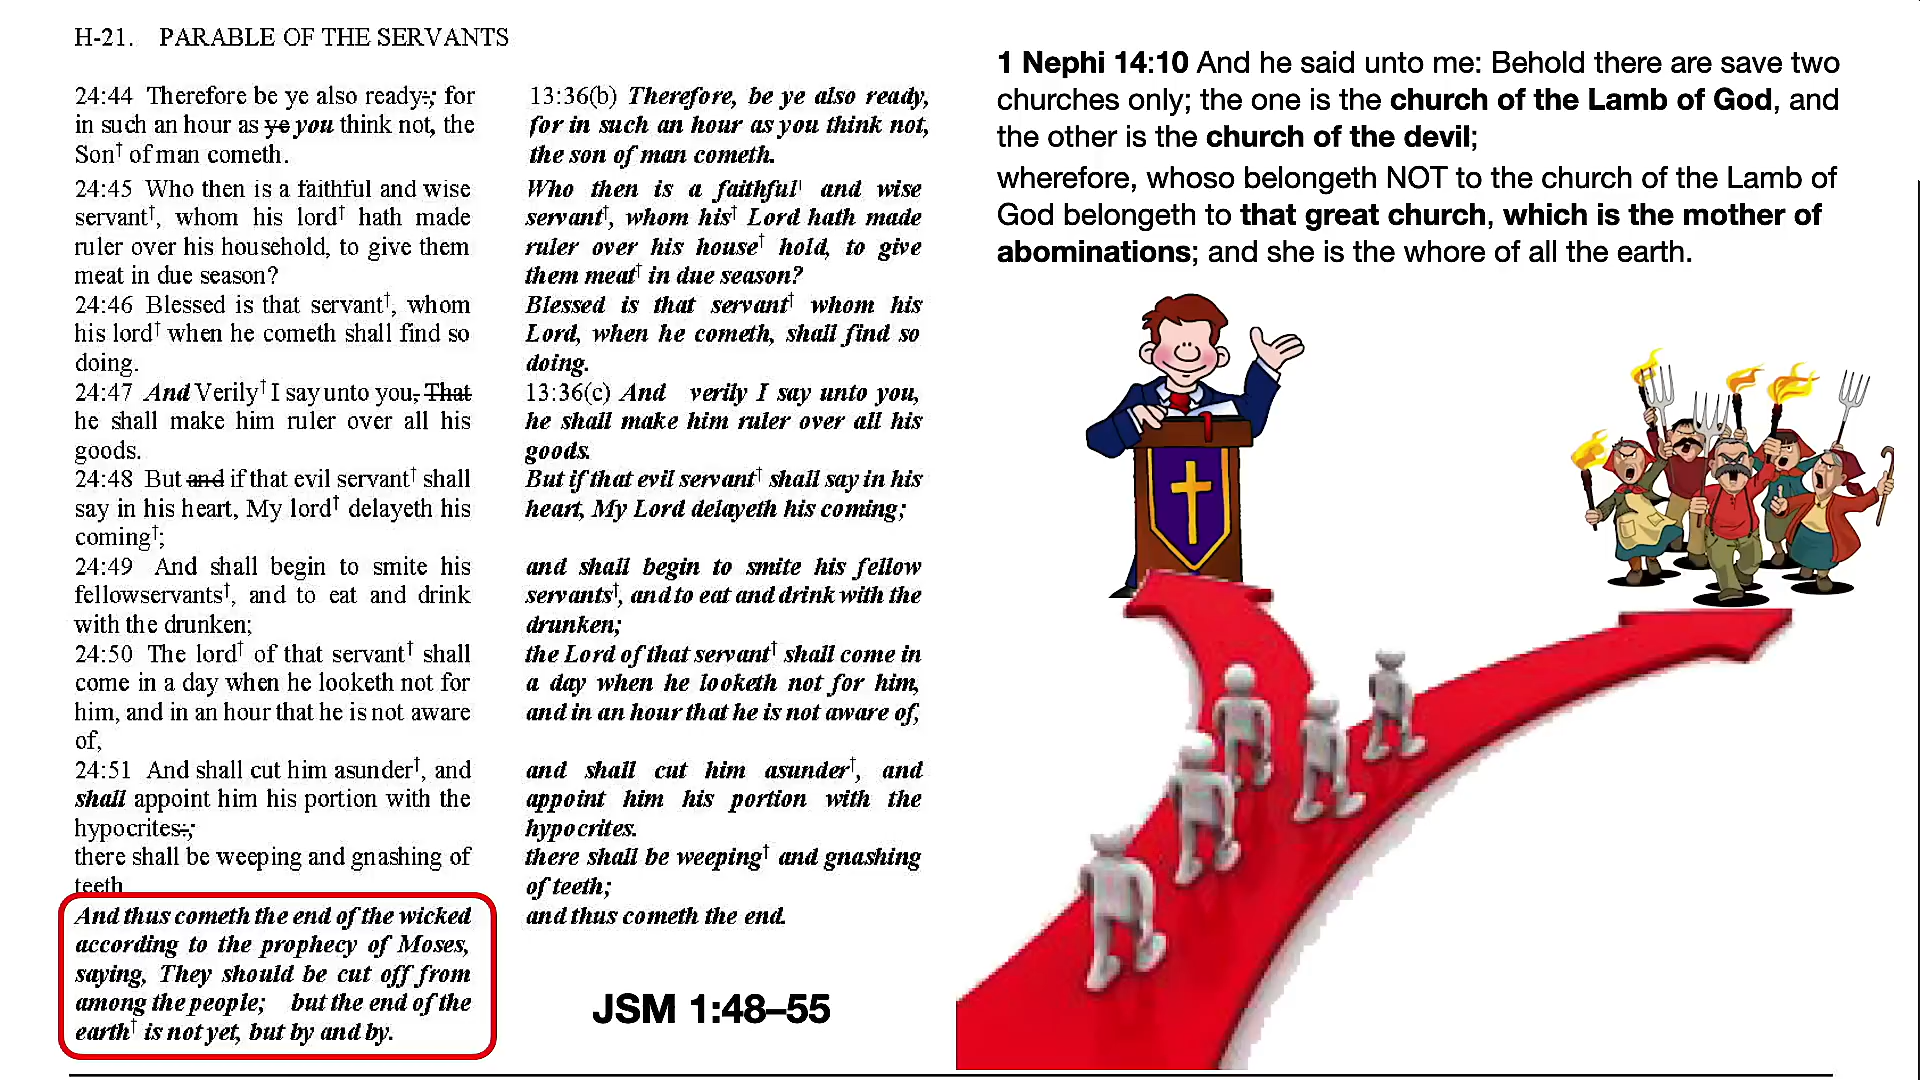 H-21. PARABLE OF THE SERVANTS
24:44 Therefore be ye also ready:; for
in such an hour as ye you think not, the
Son† of man cometh.
24:45 Who then is a faithful and wise
servant†, whom his lord† hath made
ruler over his household, to give them
meat in due season?
24:46 Blessed is that servant†, whom
his lord† when he cometh shall find so
doing.
24:47 And Verily† I say unto you, That
he shall make him ruler over all his
goods.
24:48 But and if that evil servant† shall
say in his heart, My lord† delayeth his
coming†;
24:49 And shall begin to smite his
fellowservants†, and to eat and drink
with the drunken;
24:50 The lord† of that servant† shall
come in a day when he looketh not for
him, and in an hour that he is not aware
of,
24:51 And shall cut him asunder†, and
shall appoint him his portion with the
hypocrites:;
there shall be weeping and gnashing of
teeth
And thus cometh the end of the wicked
according to the prophecy of Moses,
saying, They should be cut off from
among the people; but the end of the
earth† is not yet, but by and by.
13:36(b) Therefore, be ye also ready,
for in such an hour as you think not,
the son of man cometh.
Who then is a faithful† and wise
servant†, whom his† Lord hath made
ruler over his house† hold, to give
them meat† in due season?
Blessed is that servant† whom his
Lord, when he cometh, shall find so
doing.
13:36(c) And verily I say unto you,
he shall make him ruler over all his
goods.
But if that evil servant† shall say in his
heart, My Lord delayeth his coming;
and shall begin to smite his fellow
servants†, and to eat and drink with the
drunken;
the Lord of that servant† shall come in
a day when he looketh not for him,
and in an hour that he is not aware of,
and shall cut him asunder†, and
appoint him his portion with the
hypocrites.
there shall be weeping† and gnashing
of teeth;
and thus cometh the end.
JSM 1:48–55
1 Nephi 14:10 And he said unto me: Behold there are save two
churches only; the one is the church of the Lamb of God, and
the other is the church of the devil;
wherefore, whoso belongeth NOT to the church of the Lamb of
God belongeth to that great church, which is the mother of
abominations; and she is the whore of all the earth.